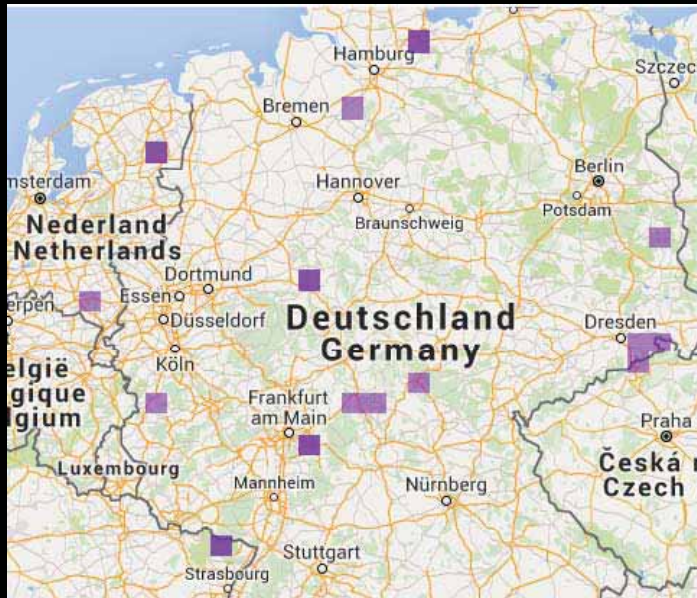 Hamburg
Szczec
Bremen
msterdam
Hannover
Berlin
Potsdam
Braunschweig
Nederland
Netherlands
Dortmund
Essen
erpen
Düsseldorf
Deutschland
Germany
Dresden
Köln
elgië
lgique
lgium
Frankfurt
am Main
Praha
Luxembourg
Mannheim
Nürnberg
Česká r
Czech
Stuttgart
Strasbourg